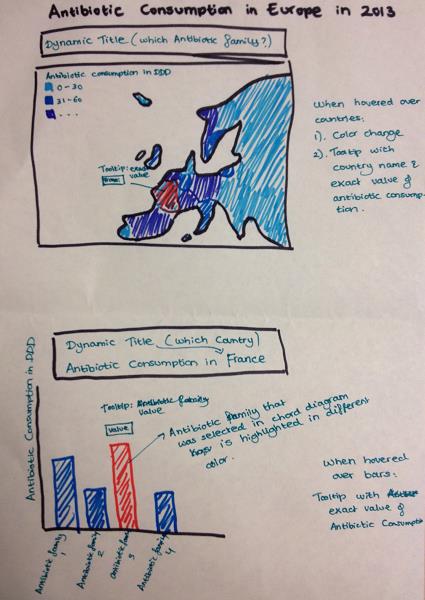 Antibiotic Consumption in Europe in 2013
Dynamic Title (which Antibiotic family?)
Antibiotic consumption in DDD
0-30
31-60
...
Tooltip: exact
value
When hovered over
countries:
1). Color change
2). Tooltip with
country name &
exact value of
antibiotic consump-
tion.
Dynamic Title (which Country)
Antibiotic Consumption in France
Antibiotic Consumption in DDD
Tooltip: Antibiotic family
value
value
Antibiotic family that
was selected in chord diagram
is highlighted in different
color.
When hovered
over bars:
Tooltip with
exact value of
Antibiotic Consumption
Antibiotic family
1
Antibiotic family
2
antibiotic family
3
Antibiotic family
4